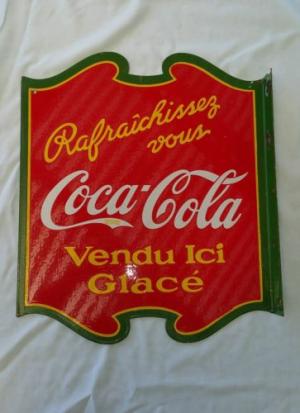 Rafraîchissez
vous
Coca-Cola
Vendu Ici
Glacé